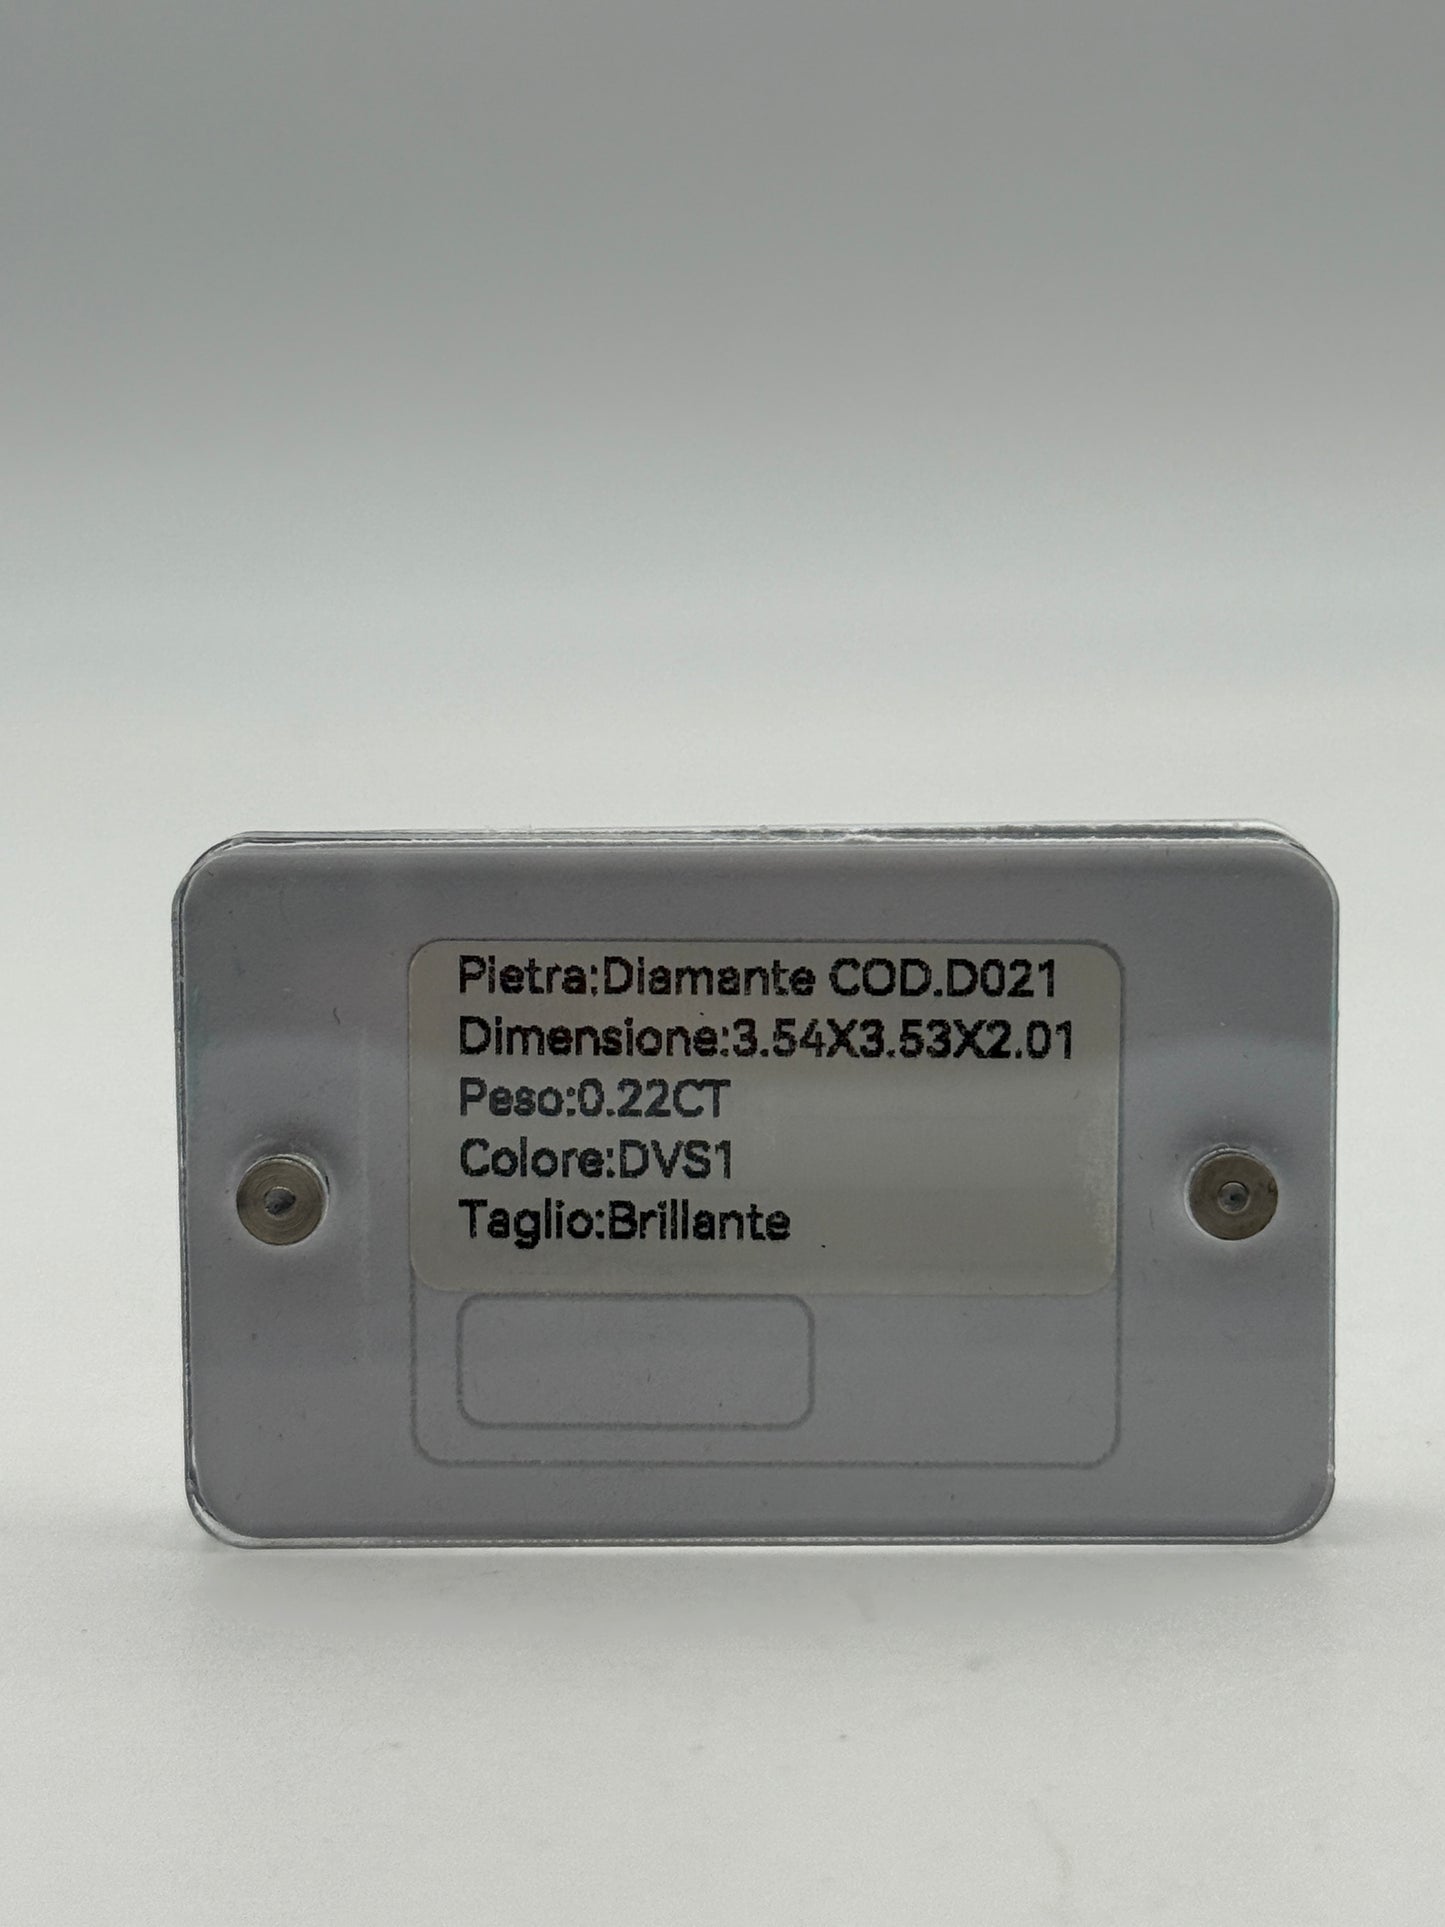 Pietra:Diamante COD.D021
Dimensione:3.54X3.53X2.01
Peso:0.22CT
Colore:DVS1
Taglio:Brillante